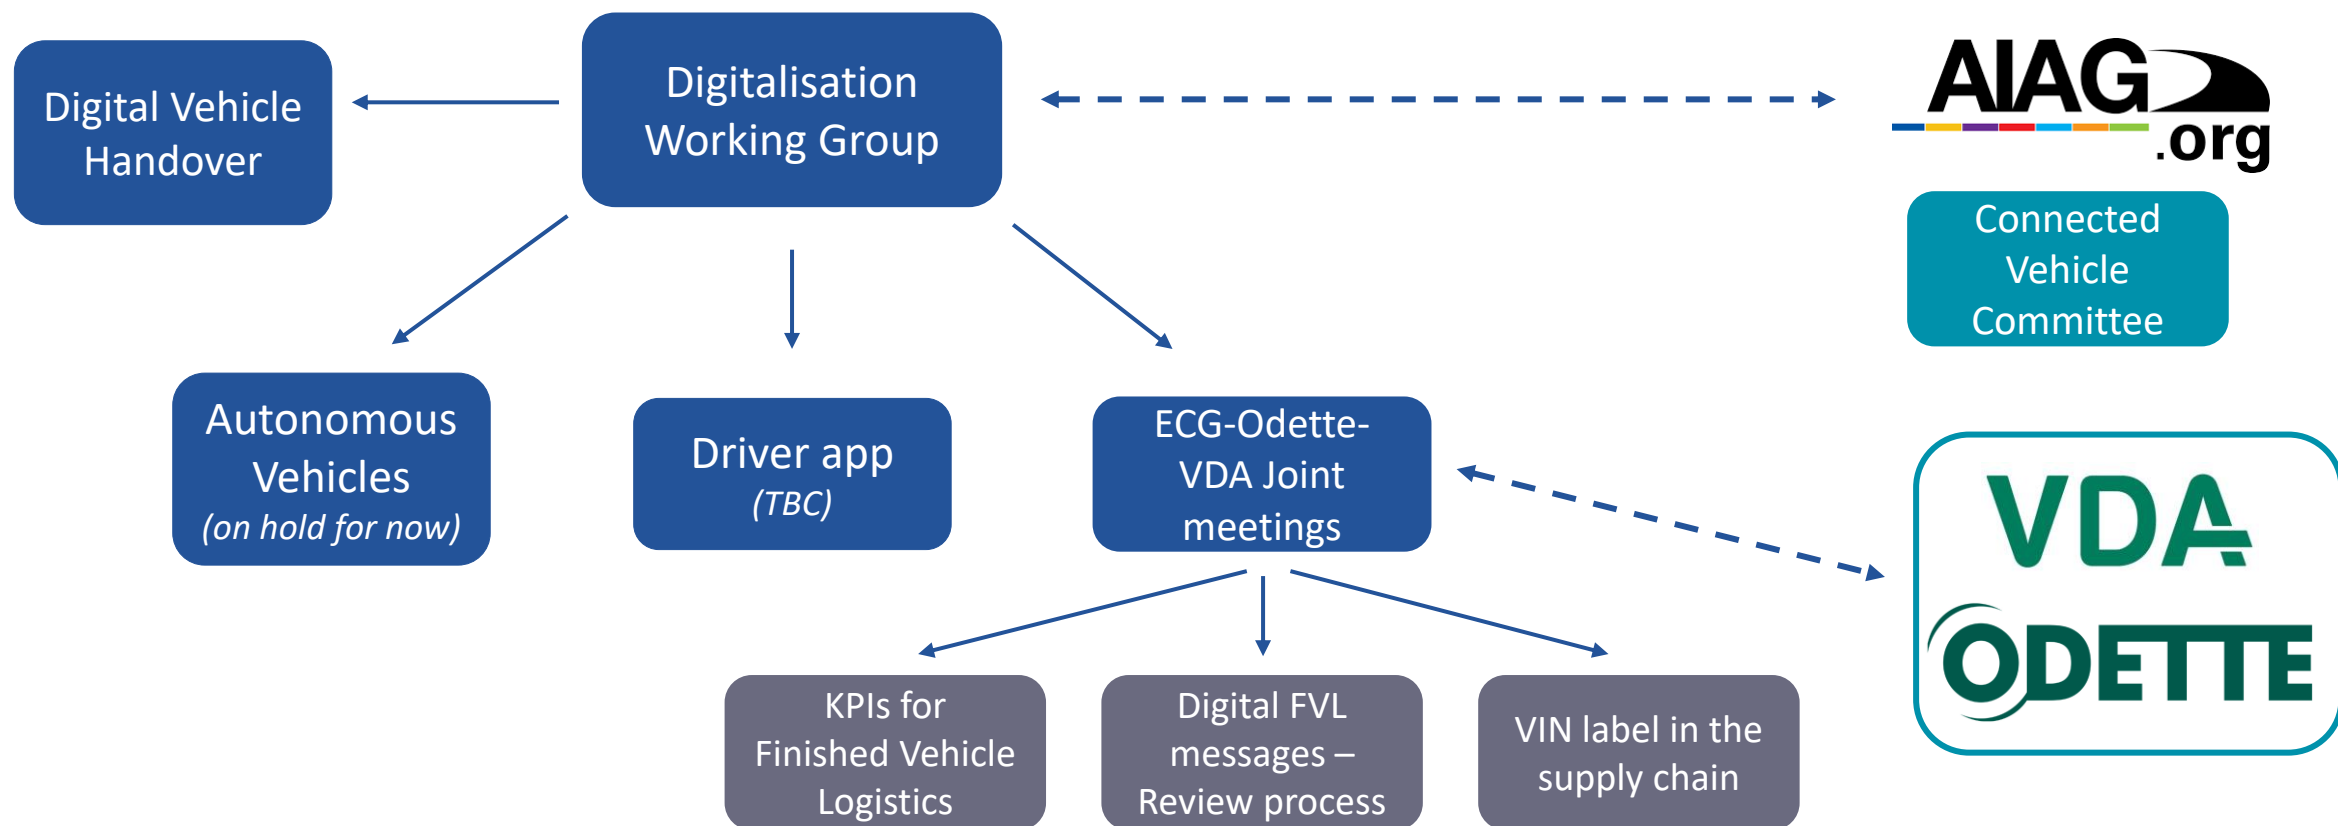 Digital Vehicle
Handover
Digitalisation
Working Group
AIAG
.org
Connected
Vehicle
Committee
Autonomous
Vehicles
(on hold for now)
Driver app
(TBC)
ECG-Odette-
VDA Joint
meetings
VDA
ODETTE
KPIs for
Finished Vehicle
Logistics
Digital FVL
messages –
Review process
VIN label in the
supply chain